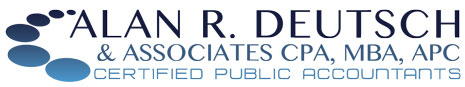 ALAN R. DEUTSCH
& ASSOCIATES CPA, MBA, APC
CERTIFIED PUBLIC ACCOUNTANTS